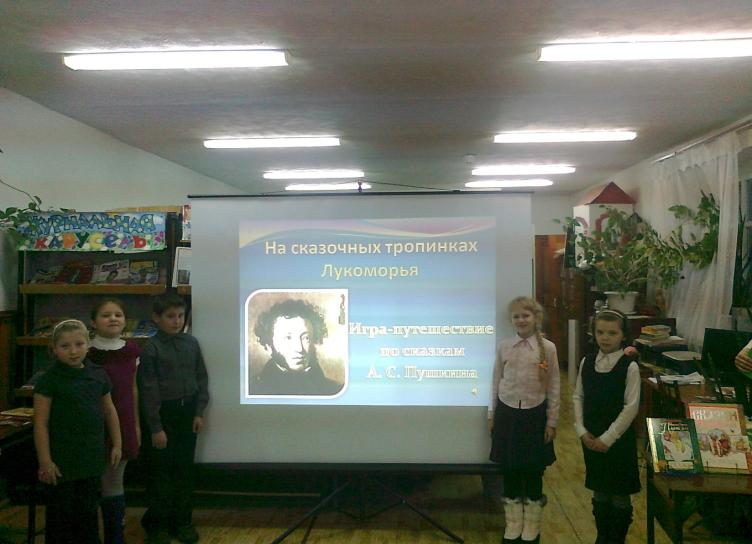 ЖУРНАЛЬНАЯ
КАРУСЕЛЬ
На сказочных тропинках
Лукоморья
Игра-путешествие
по сказкам
А. С. Пушкина